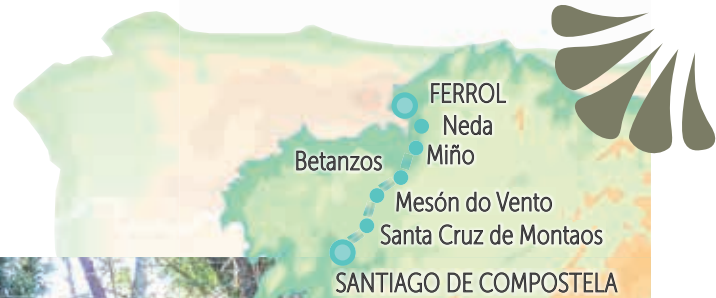 FERROL
Neda
Miño
Betanzos
Mesón do Vento
Santa Cruz de Montaos
SANTIAGO DE COMPOSTELA